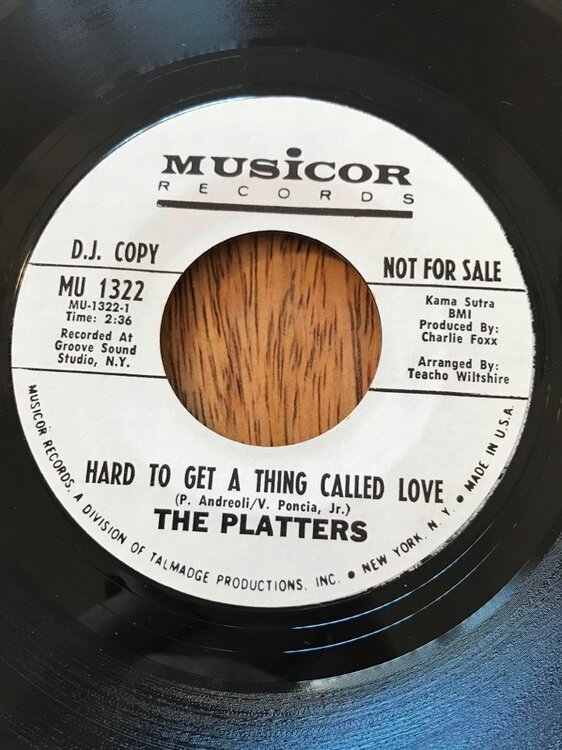 MUSiCOR
RECORDS
D.J. COPY
NOT FOR SALE
MU 1322
MU-1322-1
Time: 2:36
Recorded At
Groove Sound
Studio, N.Y.
Kama Sutra
BMI
Produced By:
Charlie Foxx
Arranged By:
Teacho Wiltshire
HARD TO GET A THING CALLED LOVE
(P. Andreoli/V. Poncia, Jr.)
THE PLATTERS
MUSICOR RECORDS, A DIVISION OF TALMADGE PRODUCTIONS, INC. • NEW YORK, N.Y. • MADE IN U.S.A.